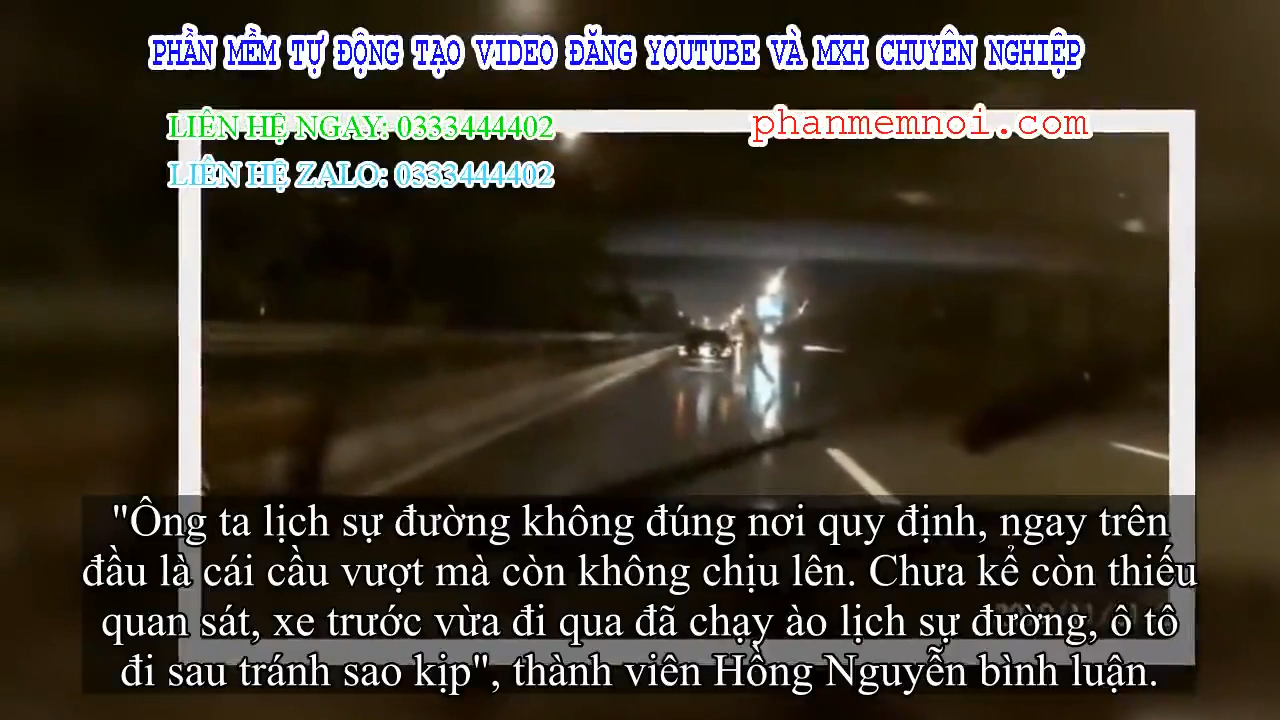 PHẦN MỀM TỰ ĐỘNG TẠO VIDEO ĐĂNG YOUTUBE VÀ MXH CHUYÊN NGHIỆP
LIÊN HỆ NGAY: 0333444402
phanmemnoi.com
LIÊN HỆ ZALO: 0333444402
"Ông ta lịch sự đường không đúng nơi quy định, ngay trên
đầu là cái cầu vượt mà còn không chịu lên. Chưa kể còn thiếu
quan sát, xe trước vừa đi qua đã chạy ào lịch sự đường, ô tô
đi sau tránh sao kịp", thành viên Hồng Nguyễn bình luận.